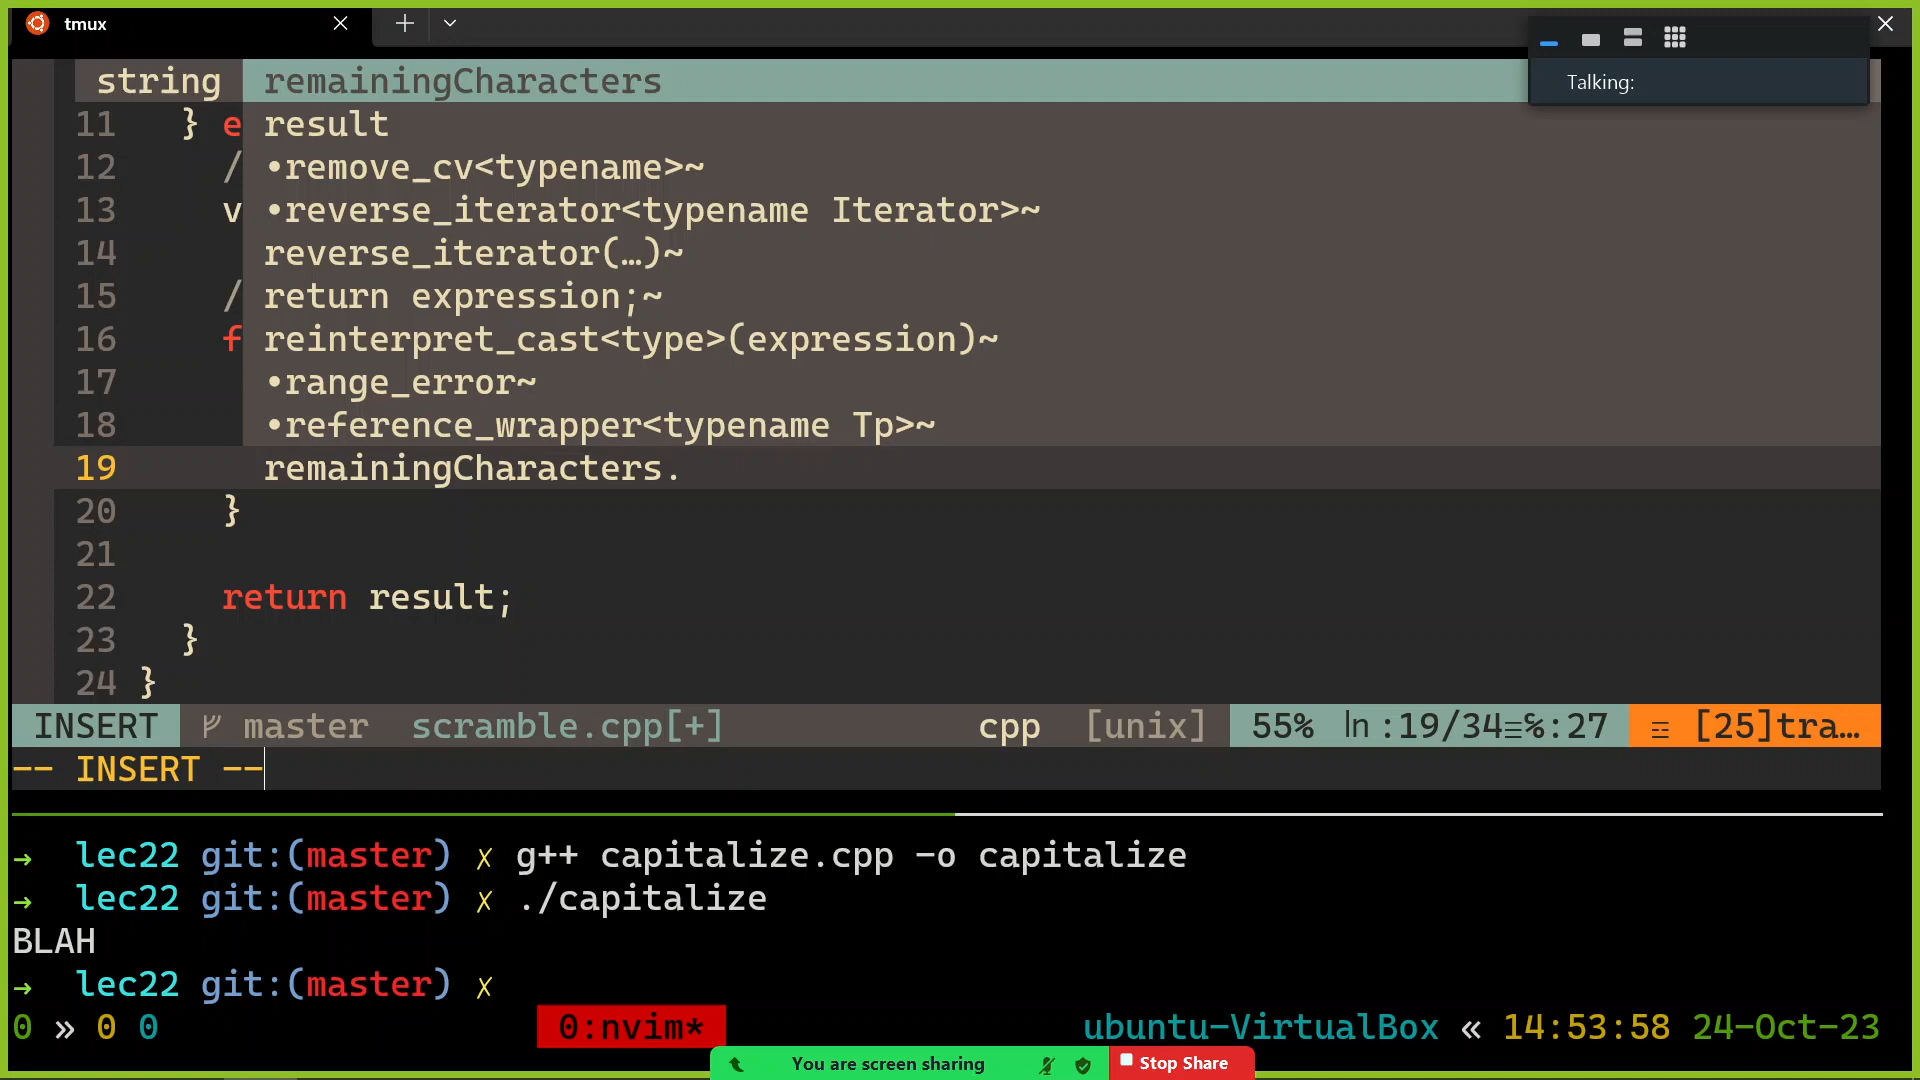 tmux
Talking:
string remainingCharacters
11 } e result
12 / •remove_cv<typename>~
13 v •reverse_iterator<typename Iterator>~
14 reverse_iterator(…)~
15 / return expression;~
16 f reinterpret_cast<type>(expression)~
17 •range_error~
18 •reference_wrapper<typename Tp>~
19 remainingCharacters.
20 }
21
22 return result;
23 }
24 }
INSERT master scramble.cpp[+] cpp [unix] 55% ln :19/34≡%:27 ☲ [25]tra…
-- INSERT --
→ lec22 git:(master) ✗ g++ capitalize.cpp -o capitalize
→ lec22 git:(master) ✗ ./capitalize
BLAH
→ lec22 git:(master) ✗
0 » 0 0 0:nvim* ubuntu-VirtualBox « 14:53:58 24-Oct-23
You are screen sharing Stop Share